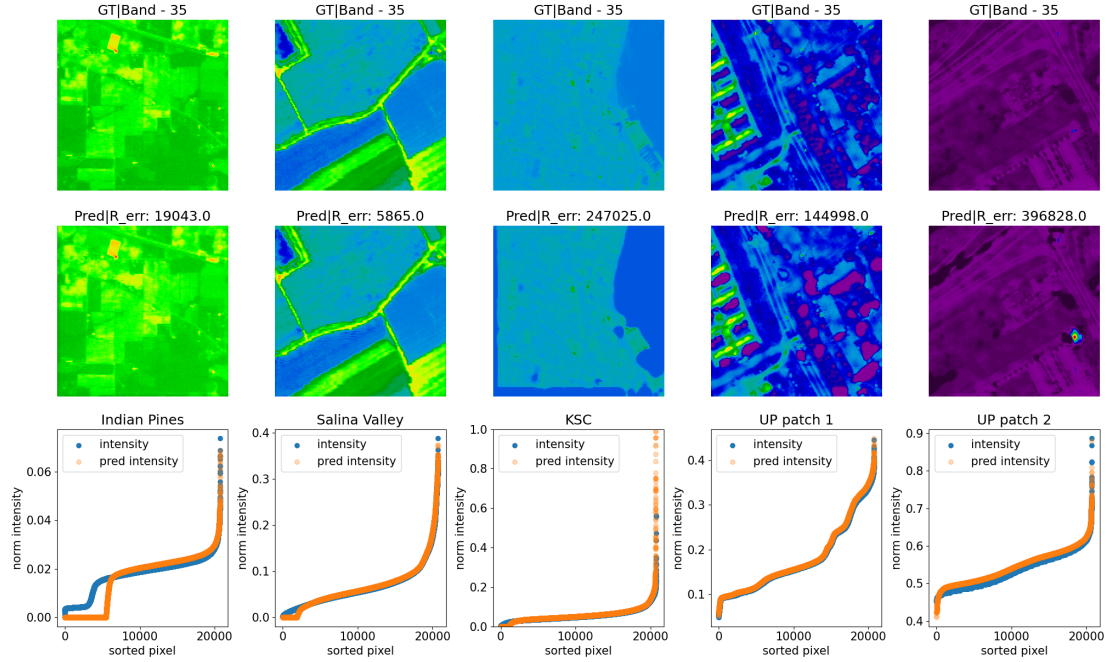 GT|Band - 35
GT|Band - 35
GT|Band - 35
GT|Band - 35
GT|Band - 35
Pred|R_err: 19043.0
Pred|R_err: 5865.0
Pred|R_err: 247025.0
Pred|R_err: 144998.0
Pred|R_err: 396828.0
Indian Pines
norm intensity
0.06
0.04
0.02
0.00
intensity
pred intensity
0
10000
20000
sorted pixel
Salina Valley
norm intensity
0.4
0.3
0.2
0.1
0.0
intensity
pred intensity
0
10000
20000
sorted pixel
KSC
norm intensity
1.0
0.8
0.6
0.4
0.2
0.0
intensity
pred intensity
0
10000
20000
sorted pixel
UP patch 1
norm intensity
0.4
0.3
0.2
0.1
intensity
pred intensity
0
10000
20000
sorted pixel
UP patch 2
norm intensity
0.9
0.8
0.7
0.6
0.5
0.4
intensity
pred intensity
0
10000
20000
sorted pixel